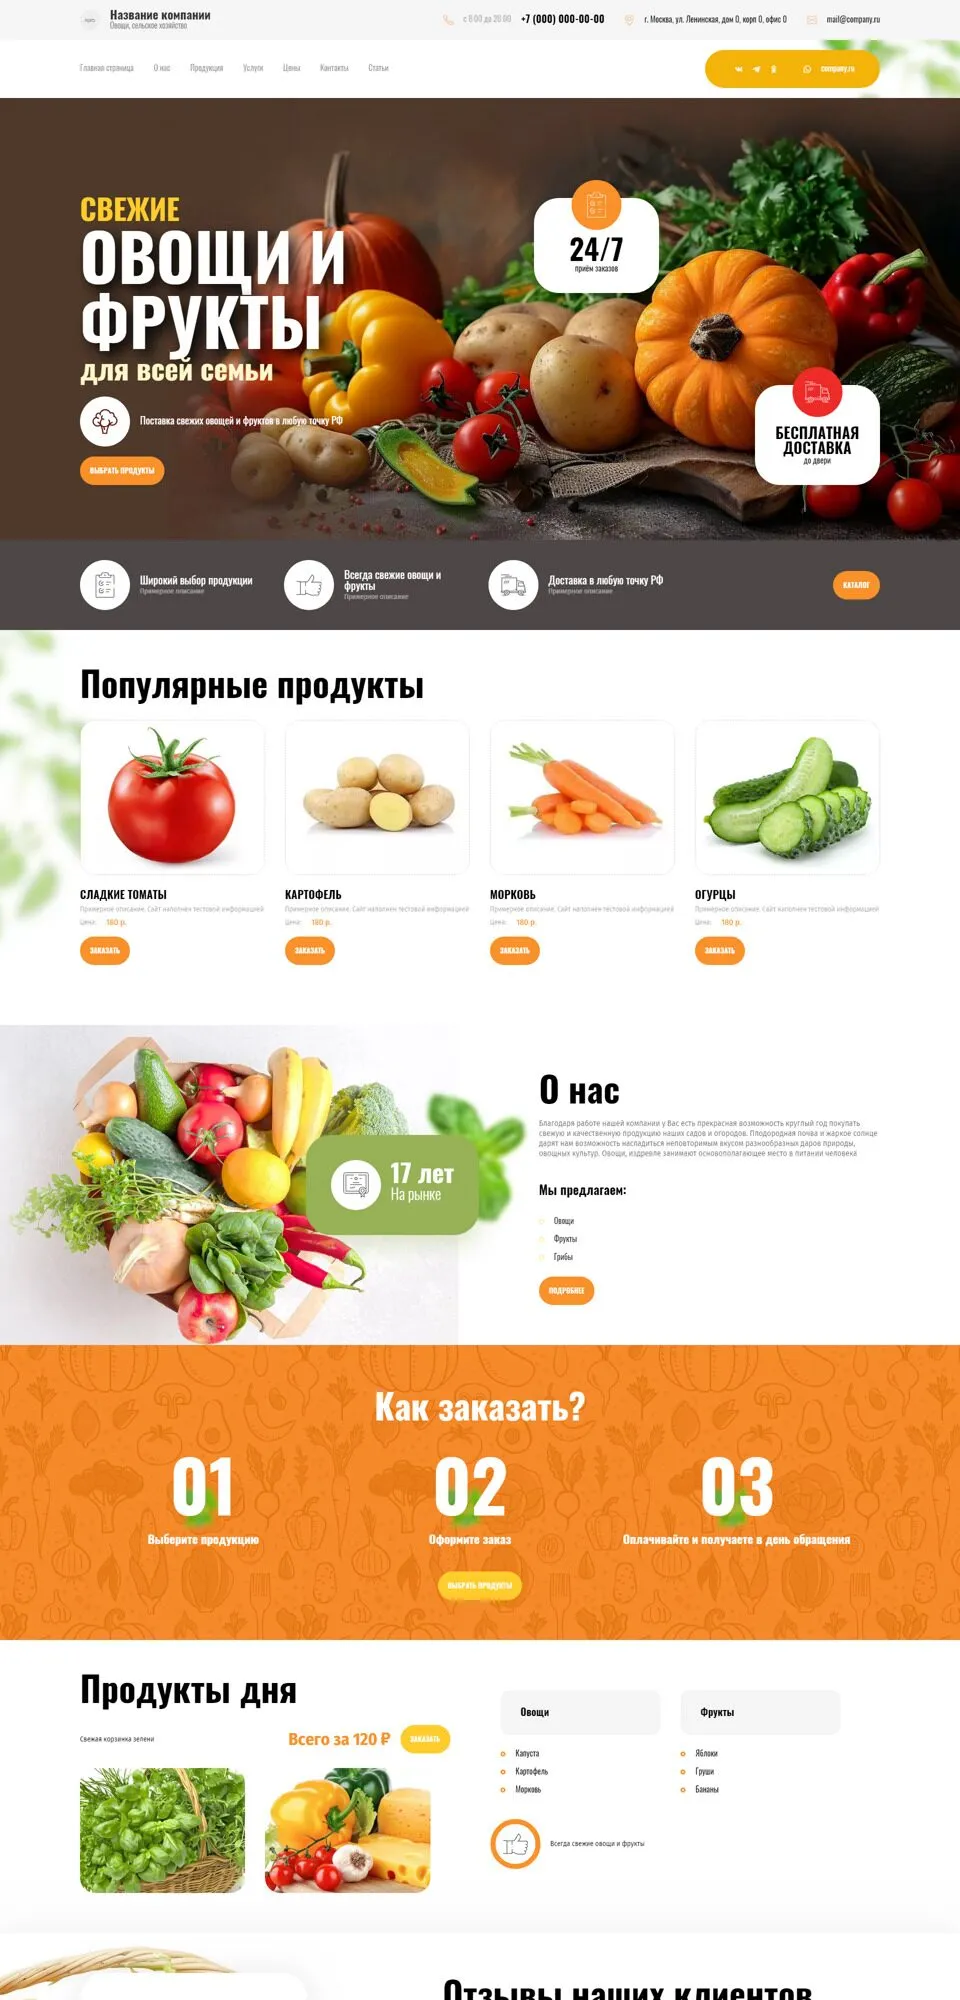 Название компании
Овощи, сельское хозяйство
с 8:00 до 20:00
+7 (000) 000-00-00
г. Москва, ул. Ленинская, дом 0, корп 0, офис 0
mail@company.ru
Главная страница
О нас
Продукция
Услуги
Цены
Контакты
Статьи
company.ru
СВЕЖИЕ
ОВОЩИ И
ФРУКТЫ
для всей семьи
Поставка свежих овощей и фруктов в любую точку РФ
ВЫБРАТЬ ПРОДУКТЫ
24/7
приём заказов
БЕСПЛАТНАЯ
ДОСТАВКА
до двери
Широкий выбор продукции
Примерное описание
Всегда свежие овощи и
фрукты
Примерное описание
Доставка в любую точку РФ
Примерное описание
КАТАЛОГ
Популярные продукты
СЛАДКИЕ ТОМАТЫ
Примерное описание. Сайт наполнен тестовой информацией
Цена: 180 р.
ЗАКАЗАТЬ
КАРТОФЕЛЬ
Примерное описание. Сайт наполнен тестовой информацией
Цена: 180 р.
ЗАКАЗАТЬ
МОРКОВЬ
Примерное описание. Сайт наполнен тестовой информацией
Цена: 180 р.
ЗАКАЗАТЬ
ОГУРЦЫ
Примерное описание. Сайт наполнен тестовой информацией
Цена: 180 р.
ЗАКАЗАТЬ
17 лет
На рынке
О нас
Благодаря работе нашей компании у Вас есть прекрасная возможность круглый год покупать
свежую и качественную продукцию наших садов и огородов. Плодородная почва и жаркое солнце
дарят нам возможность насладиться неповторимым вкусом разнообразных даров природы,
овощных культур. Овощи, издревле занимают основополагающее место в питании человека
Мы предлагаем:
Овощи
Фрукты
Грибы
ПОДРОБНЕЕ
Как заказать?
01
Выберите продукцию
02
Оформите заказ
03
Оплачивайте и получаете в день обращения
ВЫБРАТЬ ПРОДУКТЫ
Продукты дня
Свежая корзинка зелени
Всего за 120 ₽
ЗАКАЗАТЬ
Овощи
Капуста
Картофель
Морковь
Фрукты
Яблоки
Груши
Бананы
Всегда свежие овощи и фрукты
Отзывы наших клиентов